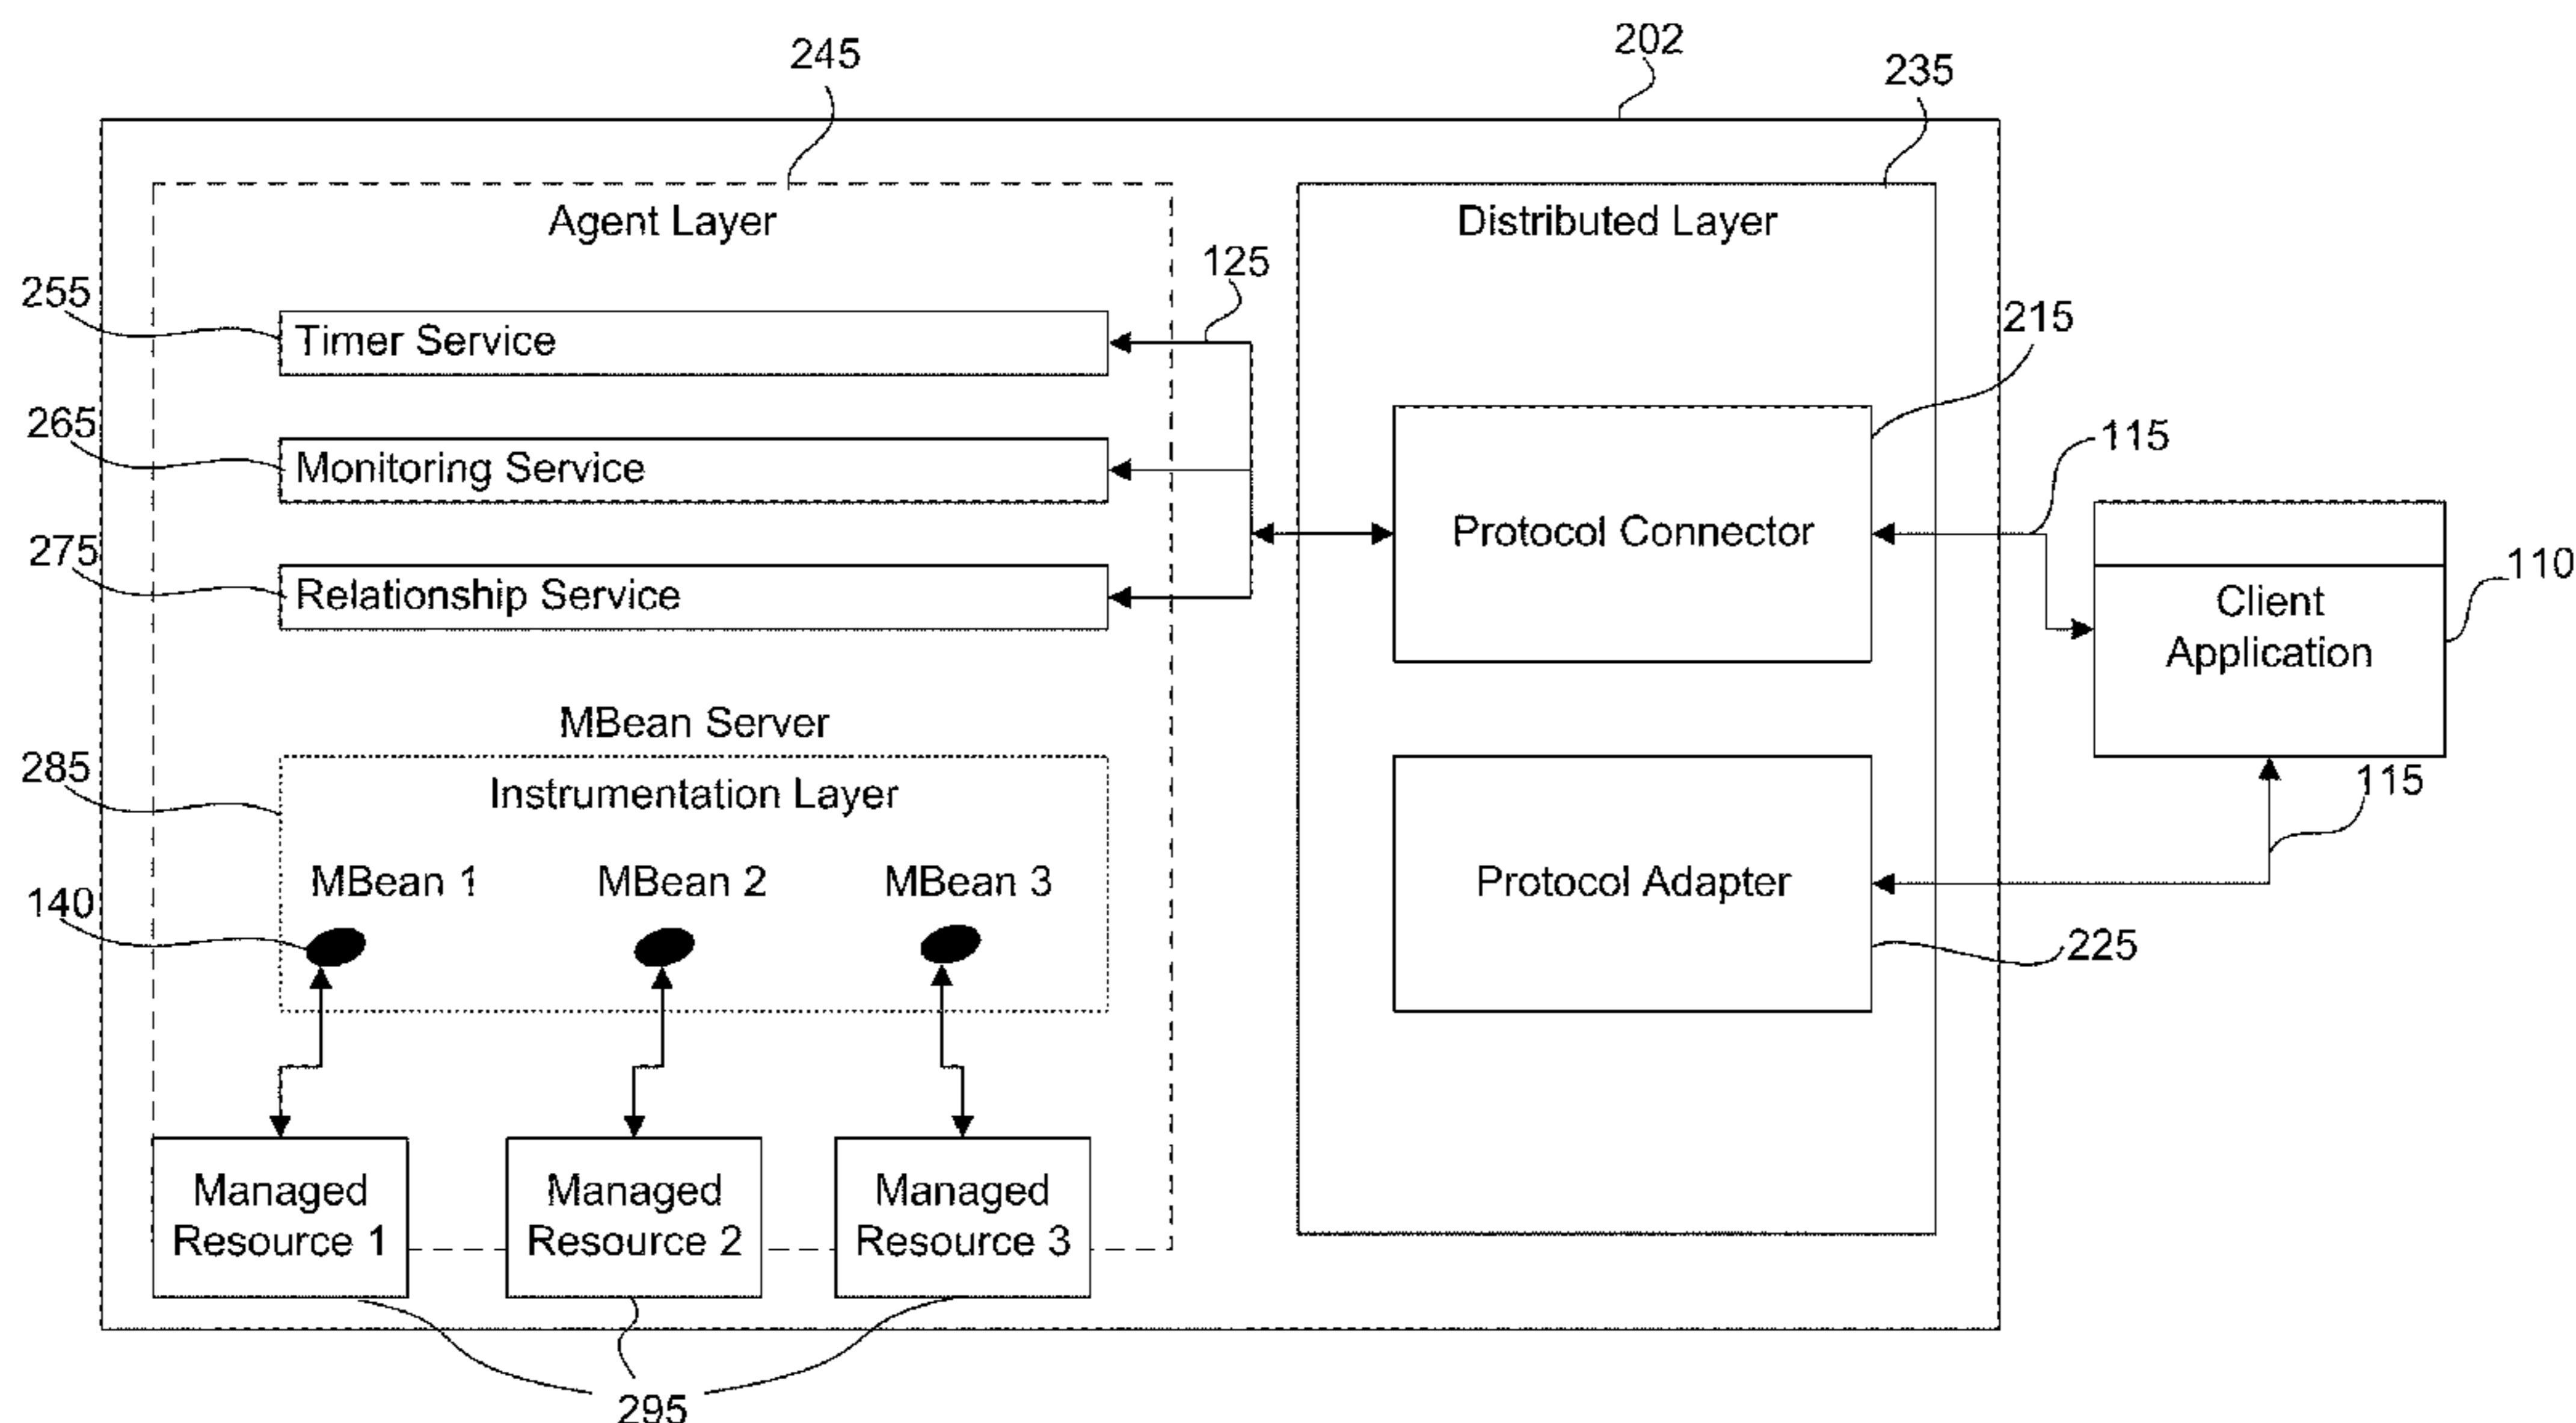 202
245
235
Agent Layer
Distributed Layer
125
255
215
Timer Service
115
265
Monitoring Service
Protocol Connector
275
110
Relationship Service
Client
Application
MBean Server
285
115
Instrumentation Layer
MBean 1
MBean 2
MBean 3
Protocol Adapter
140
225
Managed
Resource 1
Managed
Resource 2
Managed
Resource 3
295